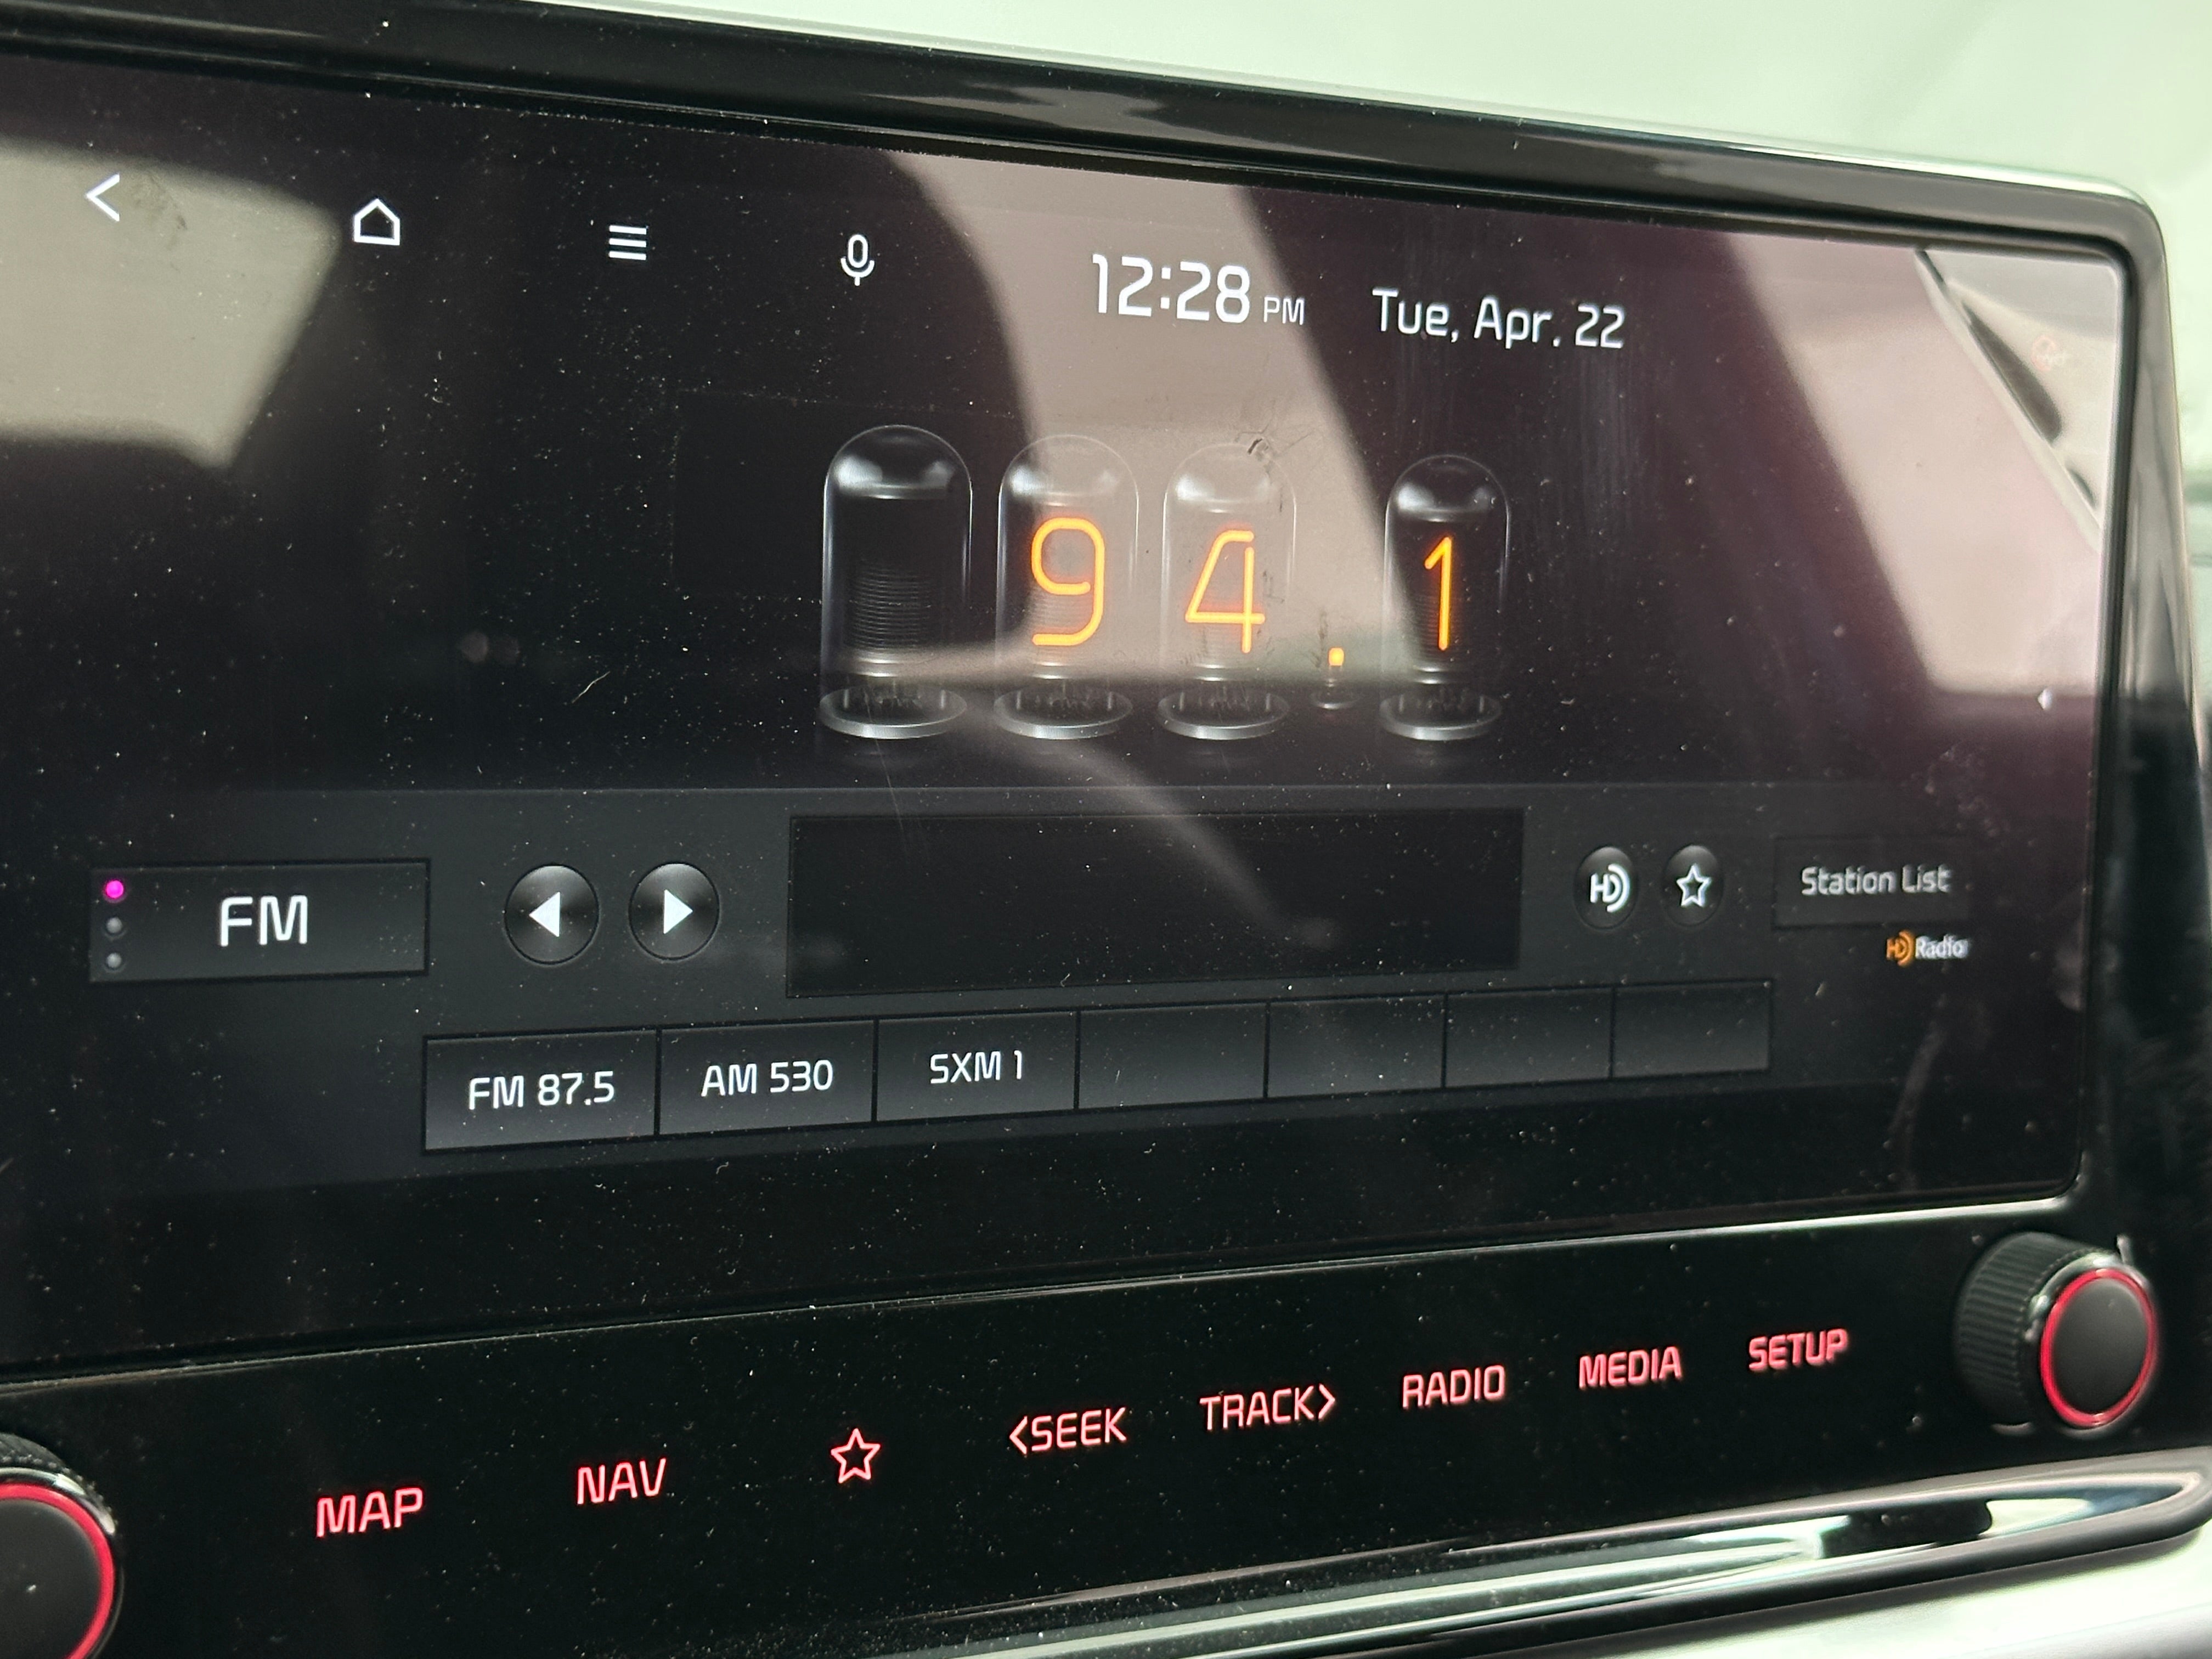 12:28 PM Tue, Apr. 22
94.1
FM
HD
Station List
HD Radio
FM 87.5 AM 530 SXM 1
MAP NAV <SEEK TRACK> RADIO MEDIA SETUP